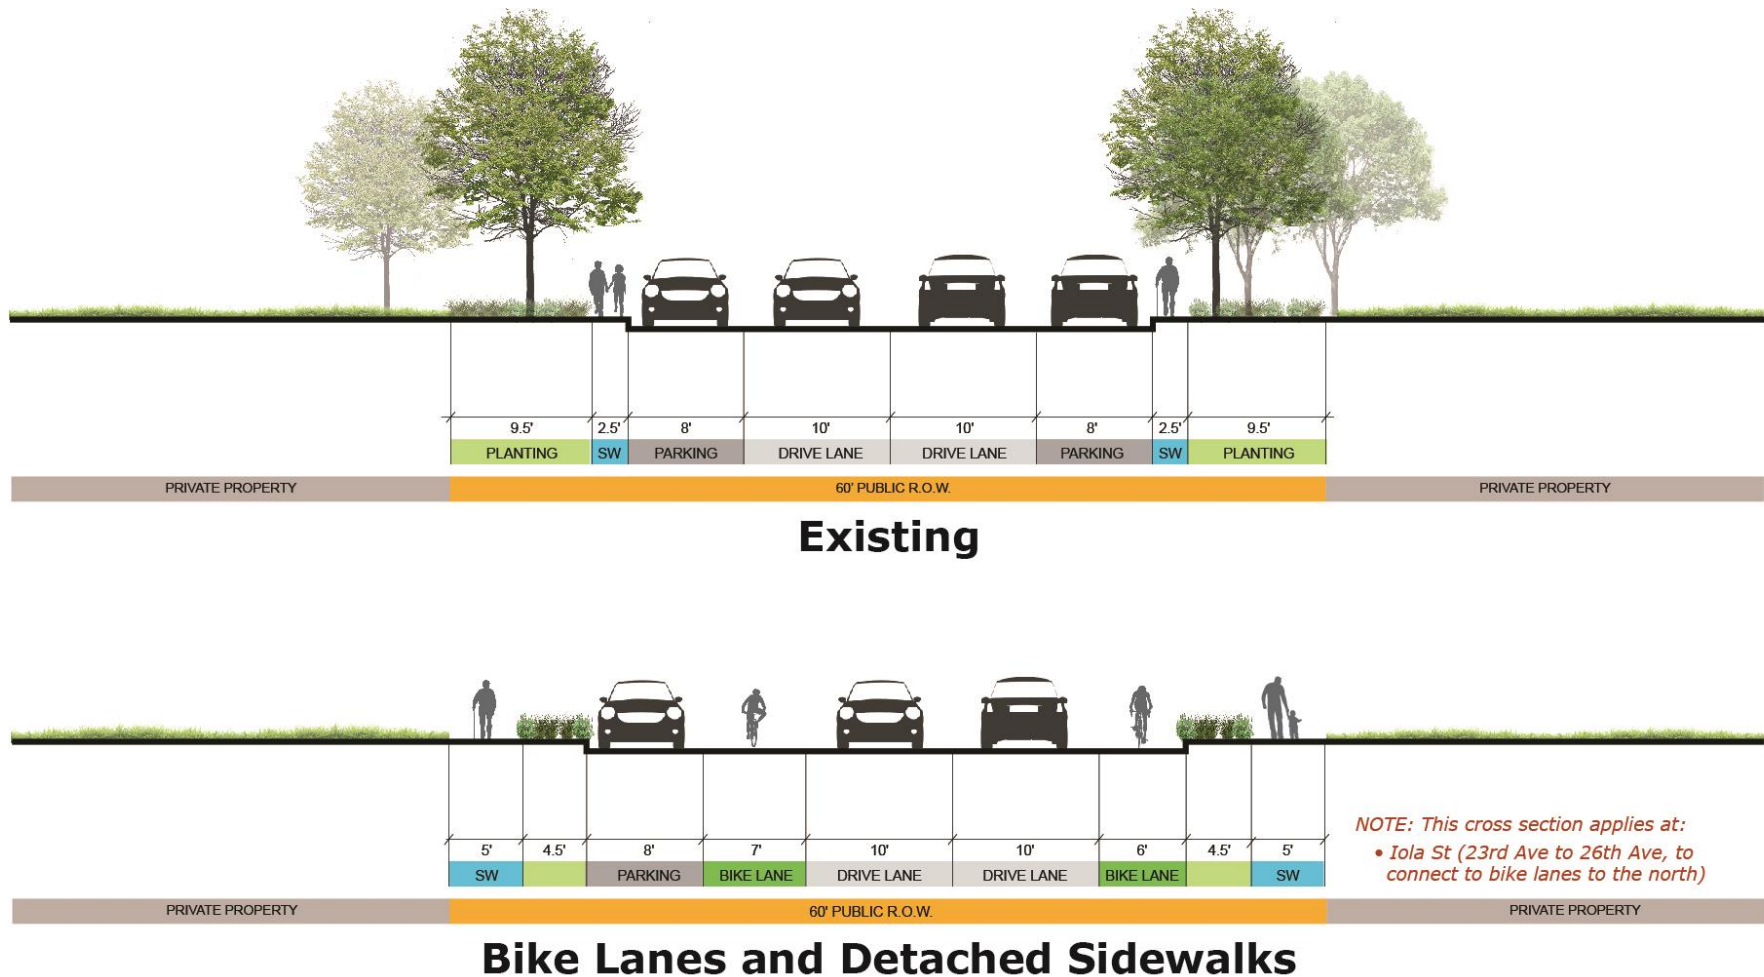 9.5' 2.5' 8' 10' 10' 8' 2.5' 9.5'
PLANTING SW PARKING DRIVE LANE DRIVE LANE PARKING SW PLANTING
PRIVATE PROPERTY 60' PUBLIC R.O.W. PRIVATE PROPERTY
Existing
NOTE: This cross section applies at:
• Iola St (23rd Ave to 26th Ave, to
connect to bike lanes to the north)
5' 4.5' 8' 7' 10' 10' 6' 4.5' 5'
SW PARKING BIKE LANE DRIVE LANE DRIVE LANE BIKE LANE SW
PRIVATE PROPERTY 60' PUBLIC R.O.W. PRIVATE PROPERTY
Bike Lanes and Detached Sidewalks